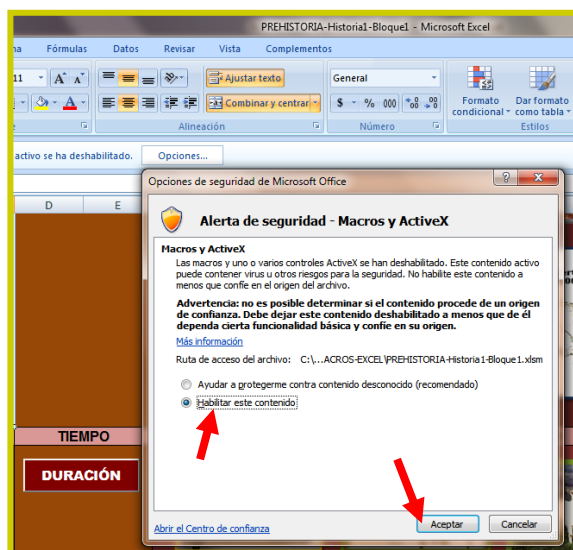 PREHISTORIA-Historia1-Bloque1 - Microsoft Excel
na Fórmulas Datos Revisar Vista Complementos
11 A A Ajustar texto General
A Combinar y centrar $ % 000 Formato condicional Dar formato como tabla
Alineación Número Estilos
activo se ha deshabilitado. Opciones...
Opciones de seguridad de Microsoft Office
D E
Alerta de seguridad - Macros y ActiveX
Macros y ActiveX
Las macros y uno o varios controles ActiveX se han deshabilitado. Este contenido activo
puede contener virus u otros riesgos para la seguridad. No habilite este contenido a
menos que confíe en el origen del archivo.
Advertencia: no es posible determinar si el contenido procede de un origen
de confianza. Debe dejar este contenido deshabilitado a menos que de él
dependa cierta funcionalidad básica y confíe en su origen.
Más información
Ruta de acceso del archivo: C:\...ACROS-EXCEL\PREHISTORIA-Historia1-Bloque1.xlsm
Ayudar a protegerme contra contenido desconocido (recomendado)
Habilitar este contenido
TIEMPO
DURACIÓN
Abrir el Centro de confianza Aceptar Cancelar